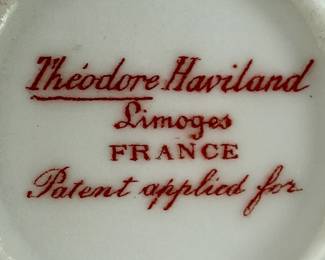 Théodore Haviland
Limoges
FRANCE
Patent applied for